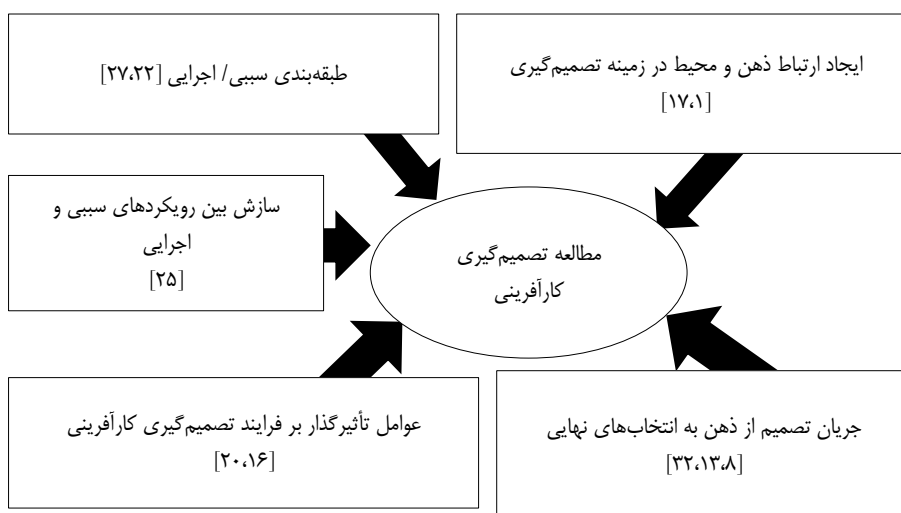 ایجاد ارتباط ذهن و محیط در زمینه تصمیم‌گیری
[۱۷،۱]
طبقه‌بندی سببی/ اجرایی [۲۷،۲۲]
سازش بین رویکردهای سببی و
اجرایی
[۲۵]
مطالعه تصمیم‌گیری
کارآفرینی
جریان تصمیم از ذهن به انتخاب‌های نهایی
[۳۲،۱۳،۸]
عوامل تأثیرگذار بر فرایند تصمیم‌گیری کارآفرینی
[۲۰،۱۶]